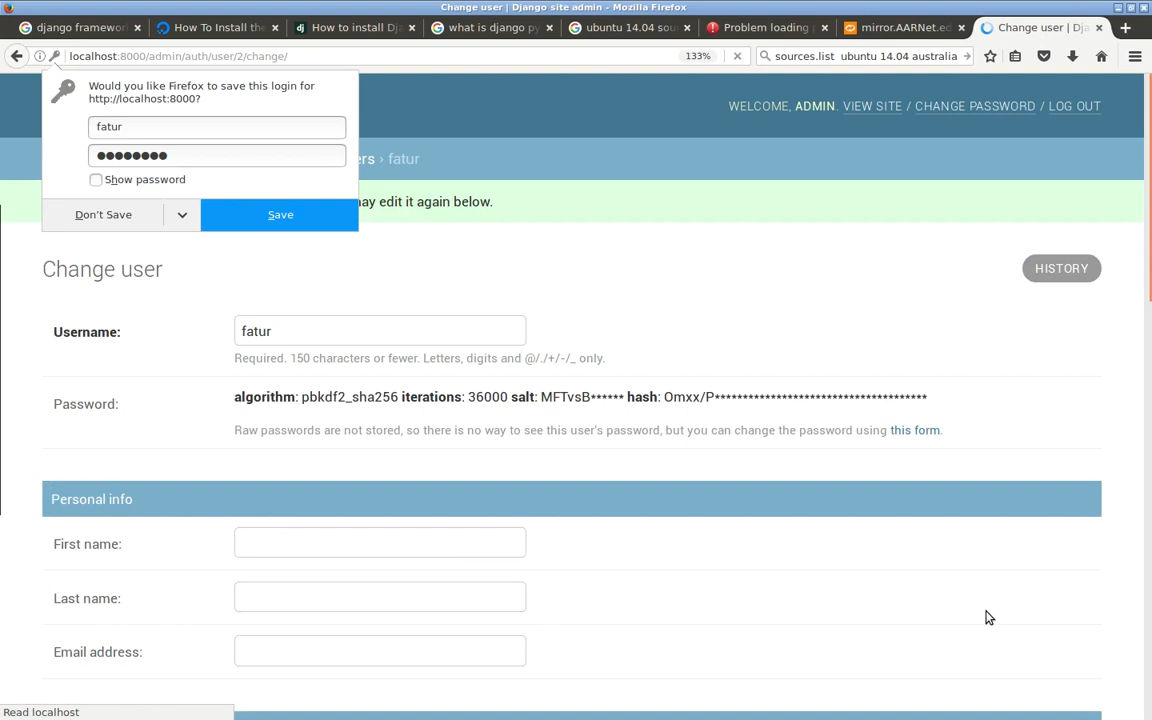 Change user | Django site admin - Mozilla Firefox
django framewor
How To Install the
How to install Dja
what is django py
ubuntu 14.04 sou
Problem loading p
mirror.AARNet.ed
Change user | Dja
localhost:8000/admin/auth/user/2/change/
133%
sources.list ubuntu 14.04 australia
Would you like Firefox to save this login for
http://localhost:8000?
fatur
●●●●●●●●
Show password
Don't Save
Save
WELCOME, ADMIN. VIEW SITE / CHANGE PASSWORD / LOG OUT
ers › fatur
ay edit it again below.
Change user
HISTORY
Username:
fatur
Required. 150 characters or fewer. Letters, digits and @/./+/-/_ only.
Password:
algorithm: pbkdf2_sha256 iterations: 36000 salt: MFTvsB****** hash: Omxx/P**************************************
Raw passwords are not stored, so there is no way to see this user's password, but you can change the password using this form.
Personal info
First name:
Last name:
Email address:
Read localhost